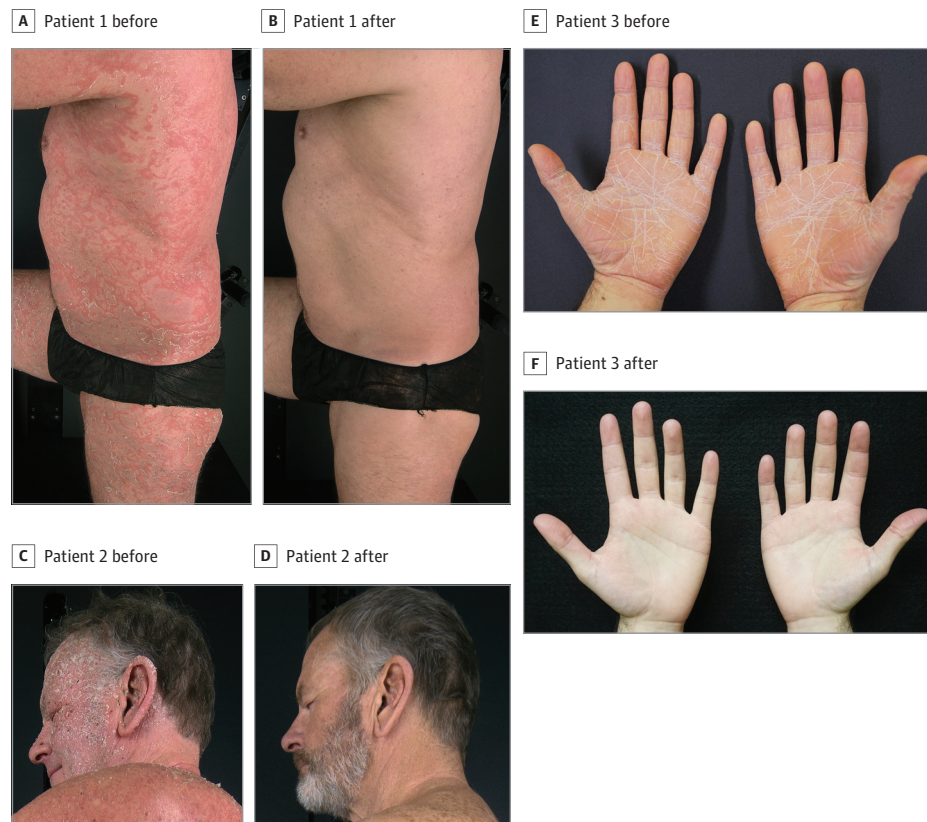 A Patient 1 before
B Patient 1 after
E Patient 3 before
F Patient 3 after
C Patient 2 before
D Patient 2 after